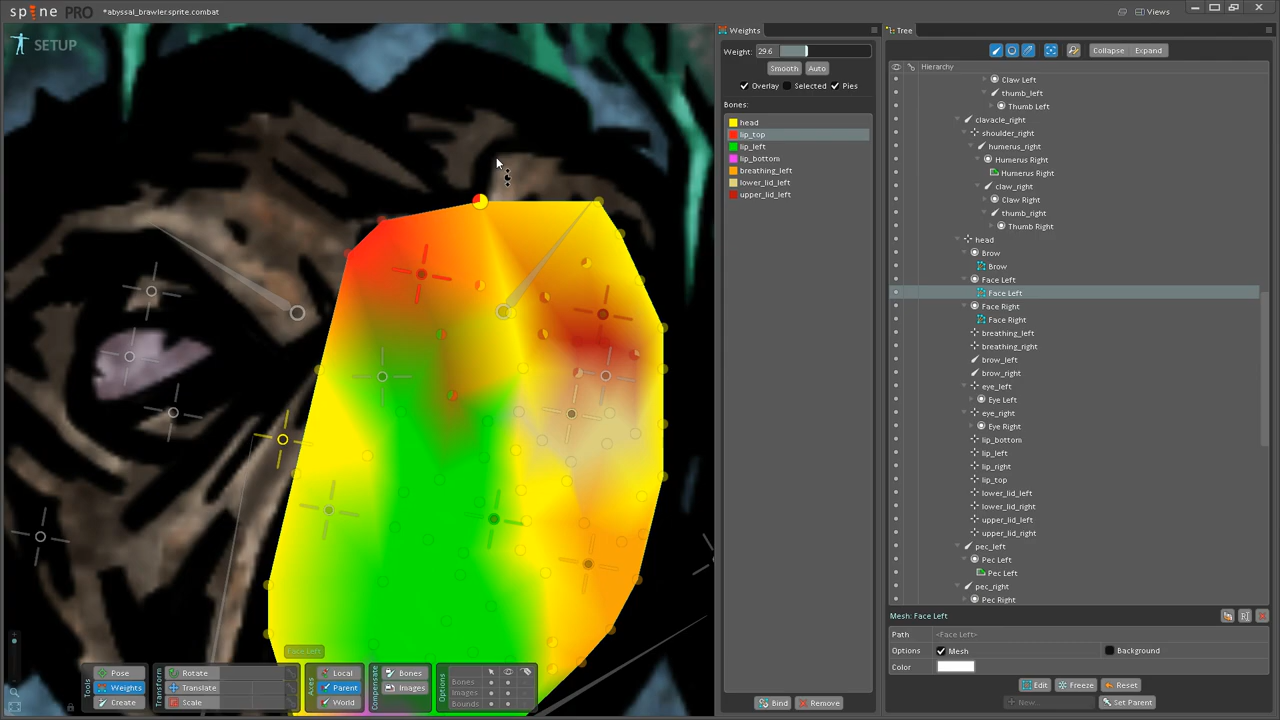 spine PRO
*abyssal_brawler.sprite.combat
Views
SETUP
Weights
Weight: 29.6
Smooth
Auto
Overlay
Selected
Pies
Bones:
head
lip_top
lip_left
lip_bottom
breathing_left
lower_lid_left
upper_lid_left
Bind
Remove
Tree
Collapse
Expand
Hierarchy
Claw Left
thumb_left
Thumb Left
clavacle_right
shoulder_right
humerus_right
Humerus Right
Humerus Right
claw_right
Claw Right
thumb_right
Thumb Right
head
Brow
Brow
Face Left
Face Left
Face Right
Face Right
breathing_left
breathing_right
brow_left
brow_right
eye_left
Eye Left
eye_right
Eye Right
lip_bottom
lip_left
lip_right
lip_top
lower_lid_left
lower_lid_right
upper_lid_left
upper_lid_right
pec_left
Pec Left
Pec Left
pec_right
Pec Right
Mesh: Face Left
Path
<Face Left>
Options
Mesh
Background
Color
Edit
Freeze
Reset
New...
Set Parent
Face Left
Tools
Pose
Weights
Create
Transform
Rotate
Translate
Scale
Axes
Local
Parent
World
Compensate
Bones
Images
Options
Bones
Images
Bounds